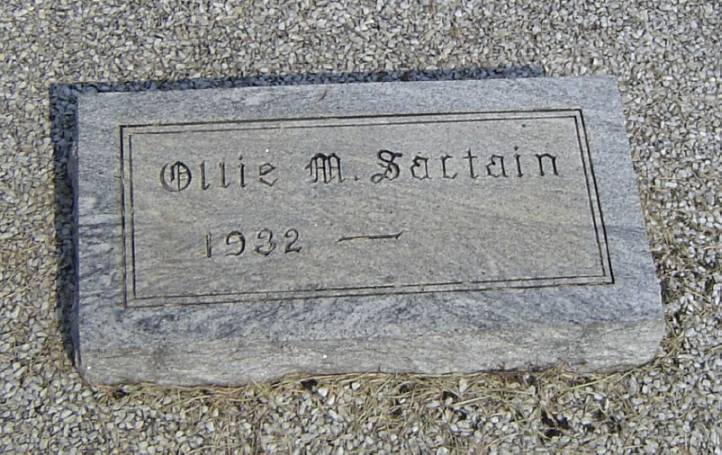 Ollie M. Sartain
1932 —